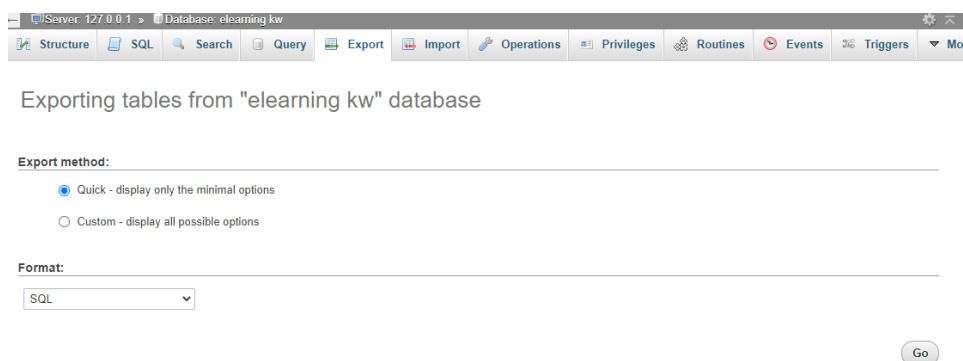 Server: 127.0.0.1 » Database: elearning kw
Structure SQL Search Query Export Import Operations Privileges Routines Events Triggers Mo
Exporting tables from "elearning kw" database
Export method:
Quick - display only the minimal options
Custom - display all possible options
Format:
SQL
Go